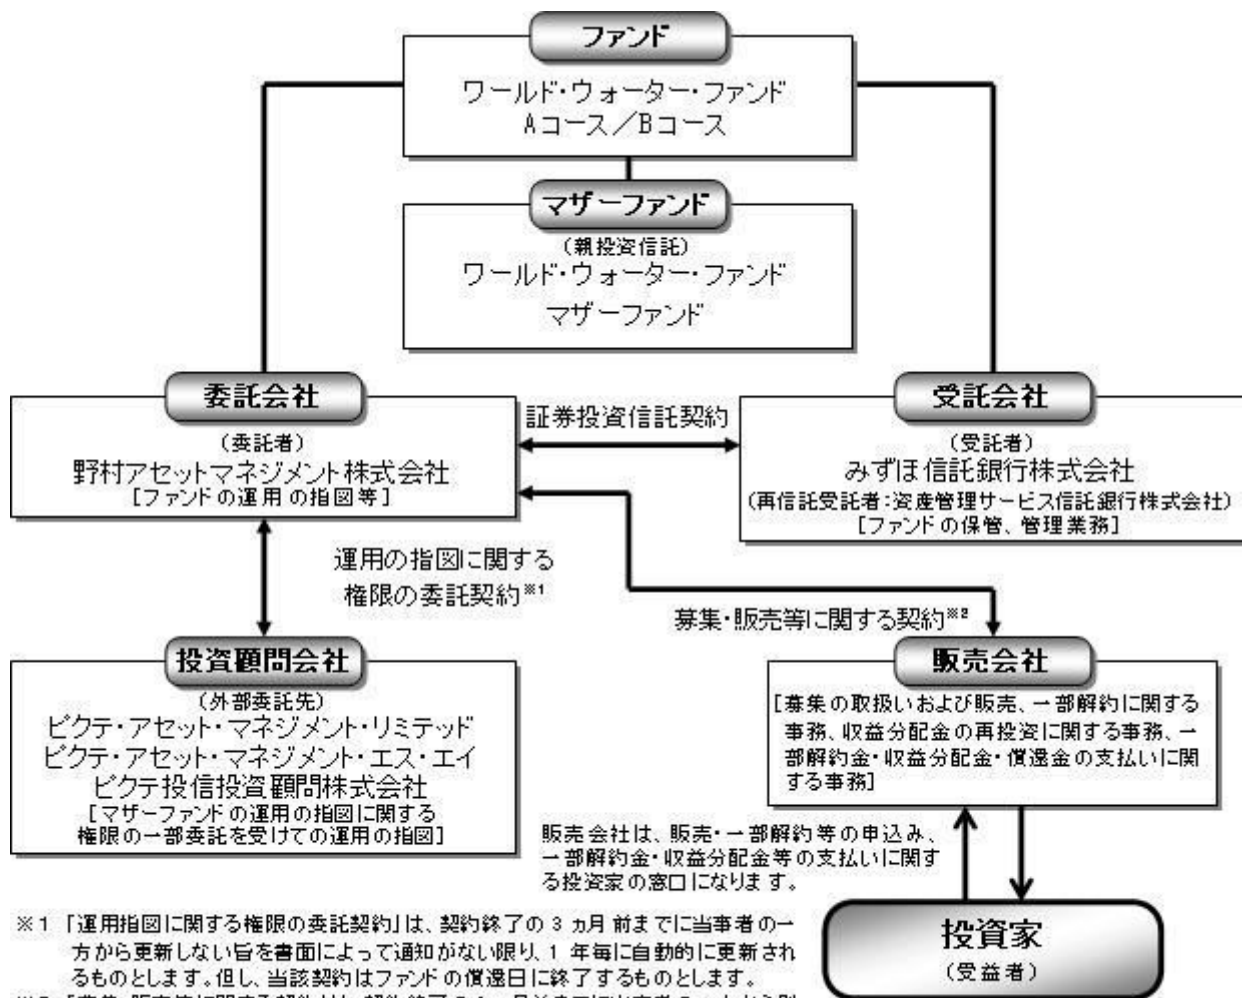 ファンド
ワールド・ウォーター・ファンド
Aコース／Bコース
マザーファンド
（親投資信託）
ワールド・ウォーター・ファンド
マザーファンド
委託会社
（委託者）
野村アセットマネジメント株式会社
[ファンドの運用の指図等]
証券投資信託契約
受託会社
（受託者）
みずほ信託銀行株式会社
（再信託受託者：資産管理サービス信託銀行株式会社）
[ファンドの保管、管理業務]
運用の指図に関する
権限の委託契約※1
募集・販売等に関する契約※2
投資顧問会社
（外部委託先）
ピクテ・アセット・マネジメント・リミテッド
ピクテ・アセット・マネジメント・エス・エイ
ピクテ投信投資顧問株式会社
[マザーファンドの運用の指図に関する
権限の一部委託を受けての運用の指図]
販売会社
[募集の取扱いおよび販売、一部解約に関する
事務、収益分配金の再投資に関する事務、一
部解約金・収益分配金・償還金の支払いに関
する事務]
販売会社は、販売・一部解約等の申込み、
一部解約金・収益分配金等の支払いに関す
る投資家の窓口になります。
投資家
（受益者）
※1 「運用指図に関する権限の委託契約」は、契約終了の 3 ヵ月 前までに当事者の一
方から更新しない旨を書面によって通知がない限り、1 年毎に自動的に更新され
るものとします。但し、当該契約はファンドの償還日に終了するものとします。